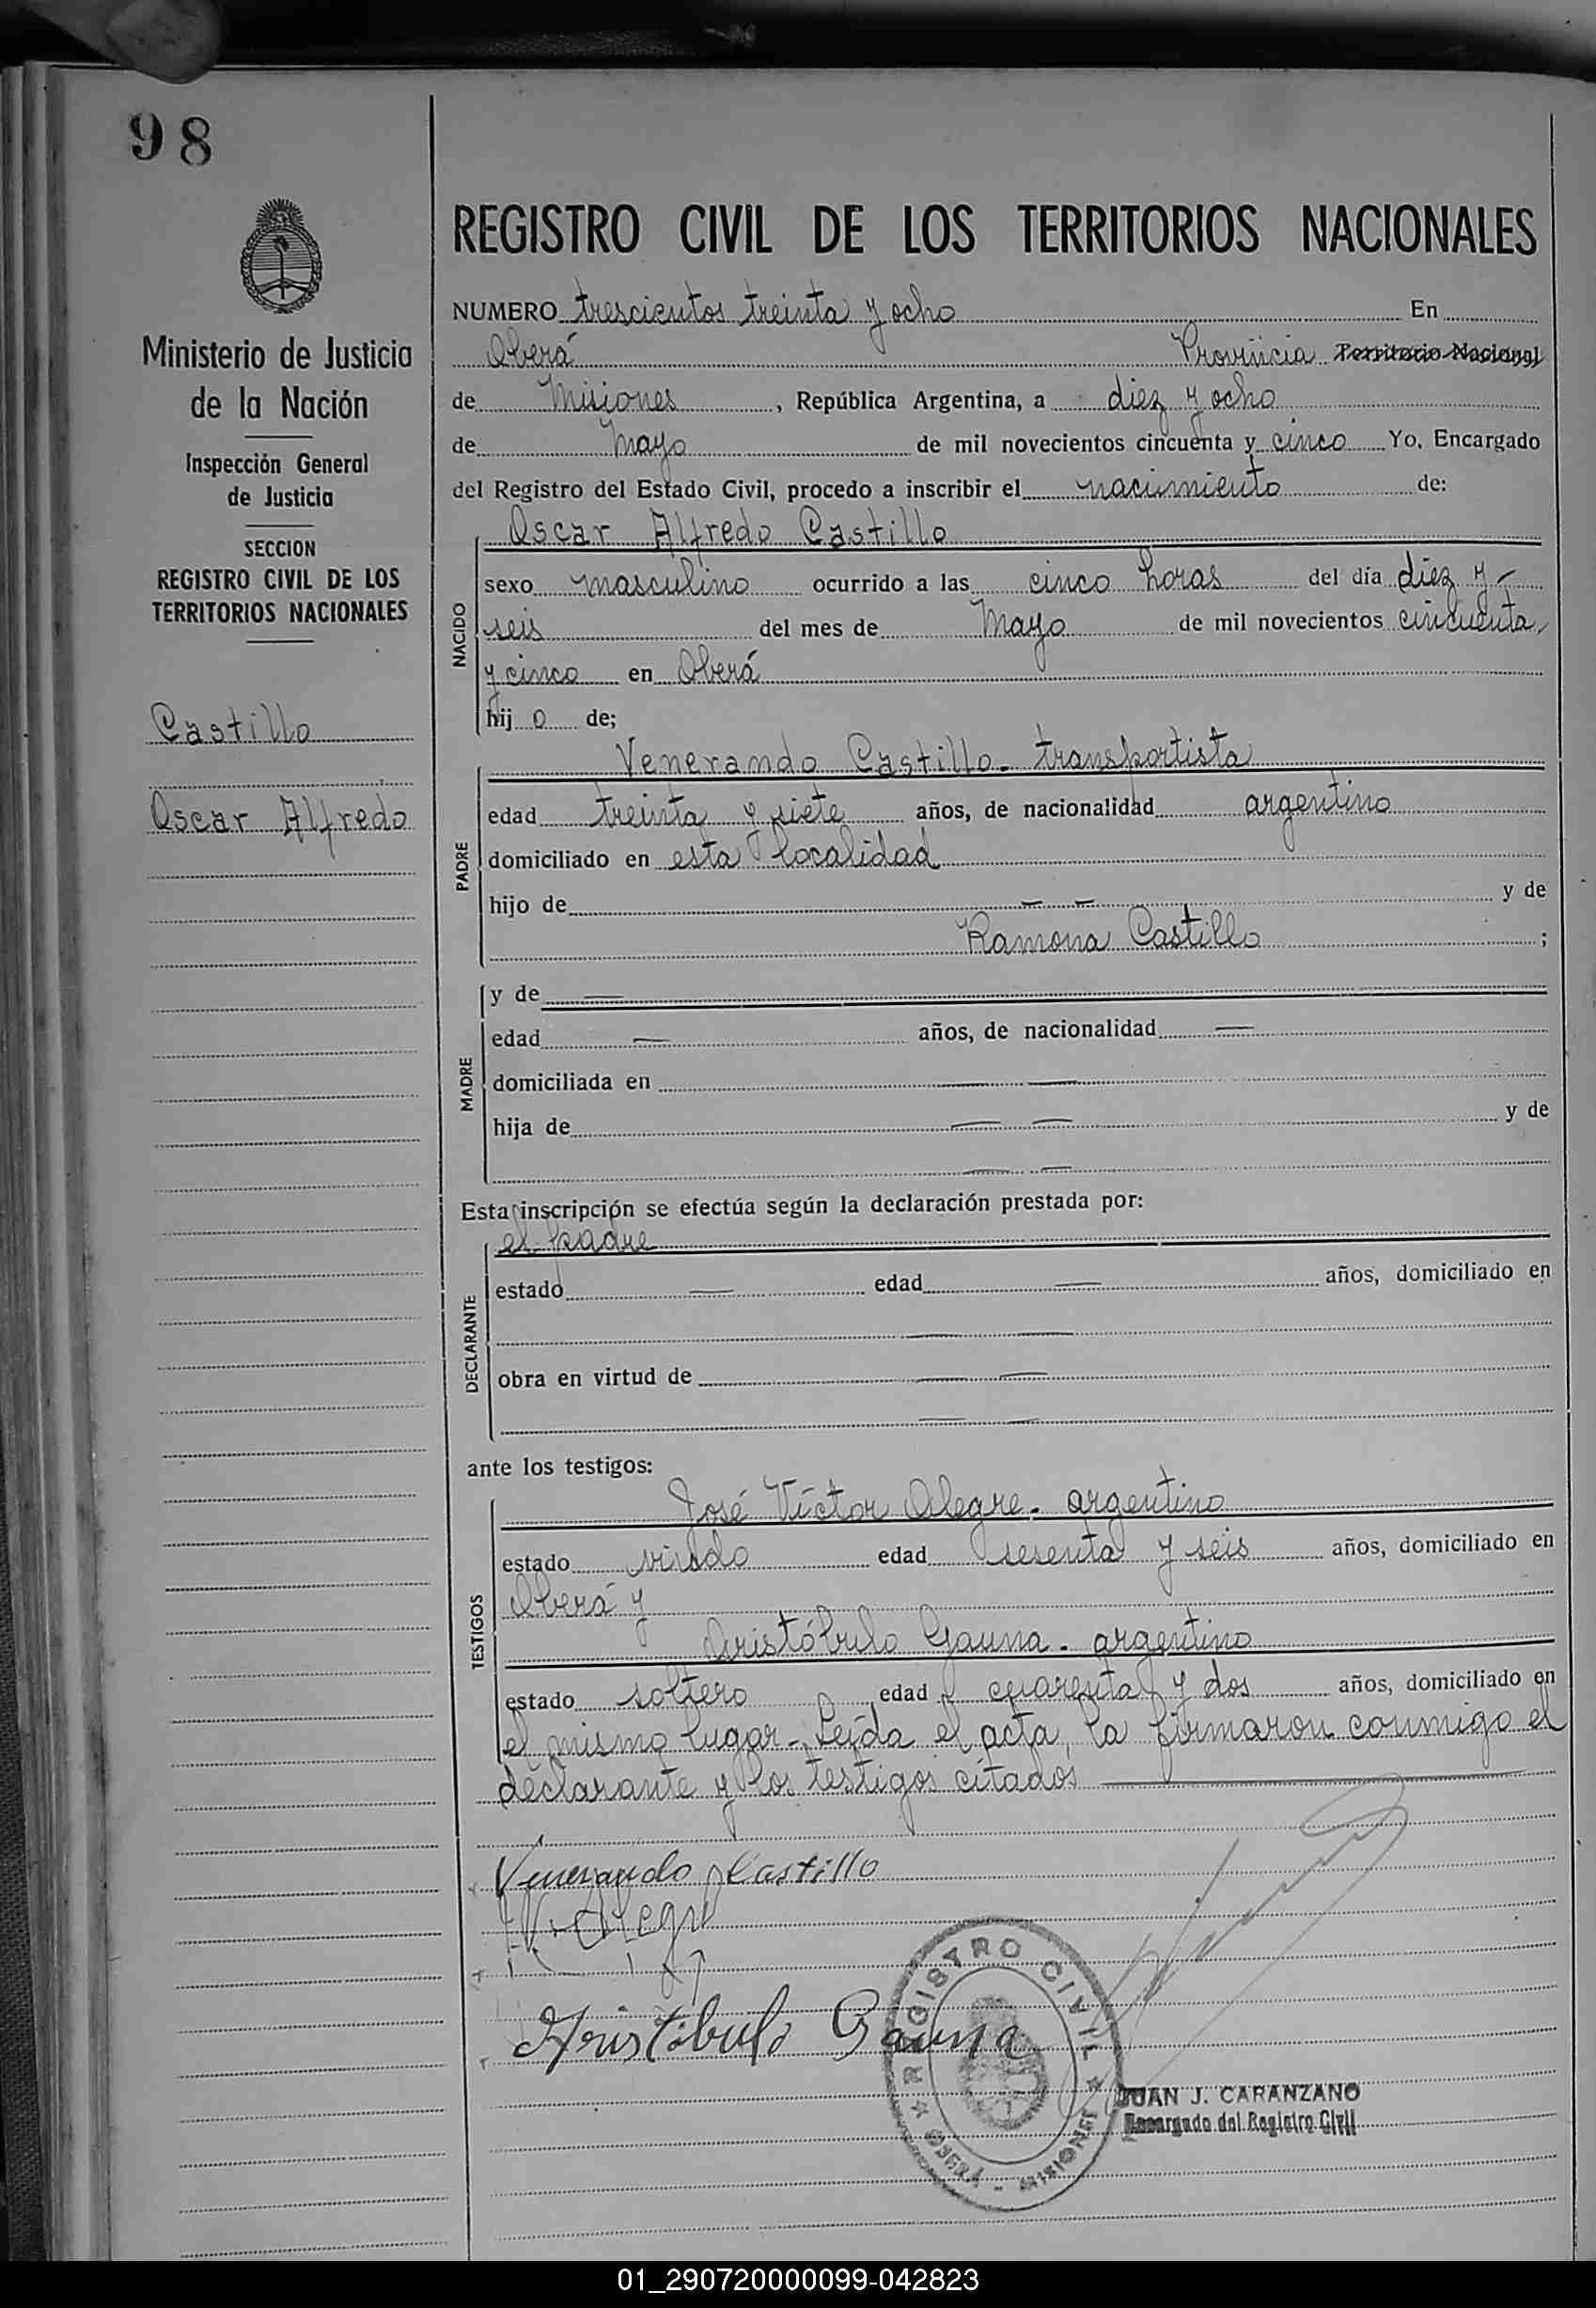 98
Ministerio de Justicia
de la Nación
Inspección General
de Justicia
SECCION
REGISTRO CIVIL DE LOS
TERRITORIOS NACIONALES
Castillo
Oscar Alfredo
REGISTRO CIVIL DE LOS TERRITORIOS NACIONALES
NUMERO trescientos treinta y ocho En
Oberá Provincia Territorio Nacional
de Misiones, República Argentina, a diez y ocho
de Mayo de mil novecientos cincuenta y cinco Yo, Encargado
del Registro del Estado Civil, procedo a inscribir el nacimiento de:
NACIDO
Oscar Alfredo Castillo
sexo masculino ocurrido a las cinco horas del día diez y -
seis del mes de Mayo de mil novecientos cincuenta
y cinco en Oberá
hijo de;
PADRE
Venerando Castillo - transportista
edad treinta y siete años, de nacionalidad argentino
domiciliado en esta localidad
hijo de — — y de
Ramona Castillo ;
MADRE
y de —
edad — años, de nacionalidad —
domiciliada en — —
hija de — — y de
— —
Esta inscripción se efectúa según la declaración prestada por:
DECLARANTE
el padre
estado — edad — años, domiciliado en
— —
obra en virtud de — —
— —
ante los testigos:
TESTIGOS
José Víctor Alegre - argentino
estado viudo edad sesenta y seis años, domiciliado en
Oberá y
Aristóbulo Gauna - argentino
estado soltero edad cuarenta y dos años, domiciliado en
el mismo lugar - Leída el acta, la firmaron conmigo el
declarante y los testigos citados
Venerando Castillo
V. Alegre
Aristóbulo Gauna
REGISTRO CIVIL
OBERÁ - MISIONES
JUAN J. CARANZANO
Encargado del Registro Civil
01_290720000099-042823